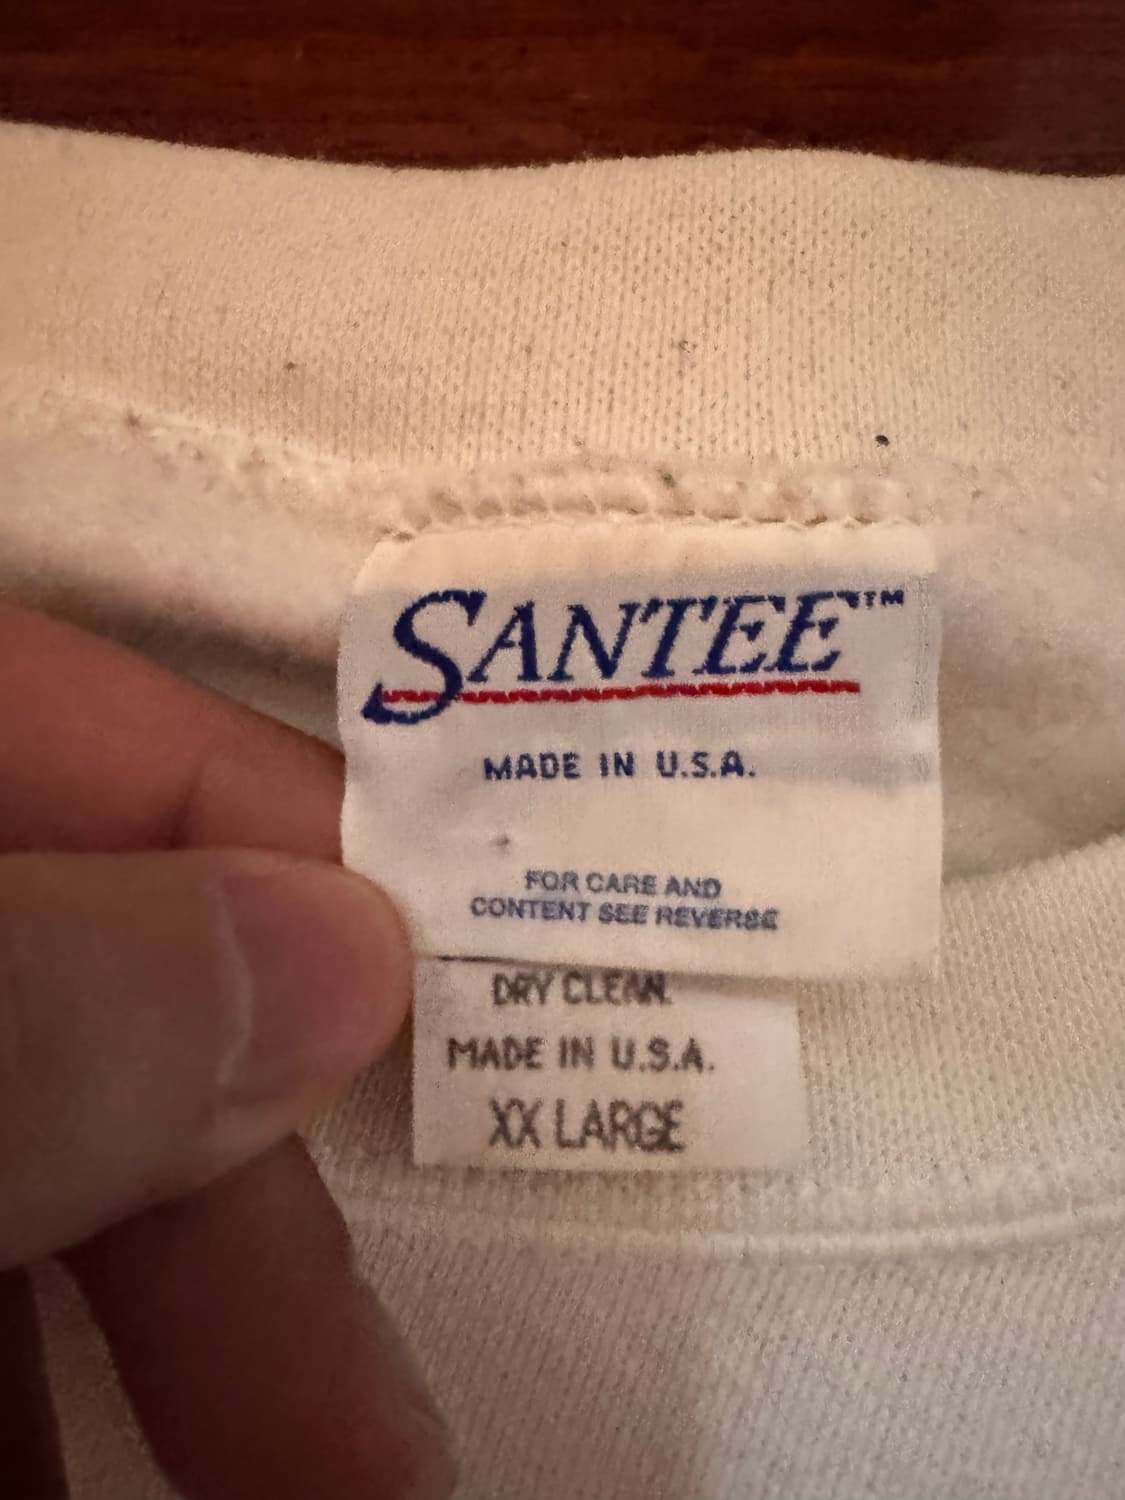 SANTEE™
MADE IN U.S.A.
FOR CARE AND
CONTENT SEE REVERSE
DRY CLEAN.
MADE IN U.S.A.
XX LARGE